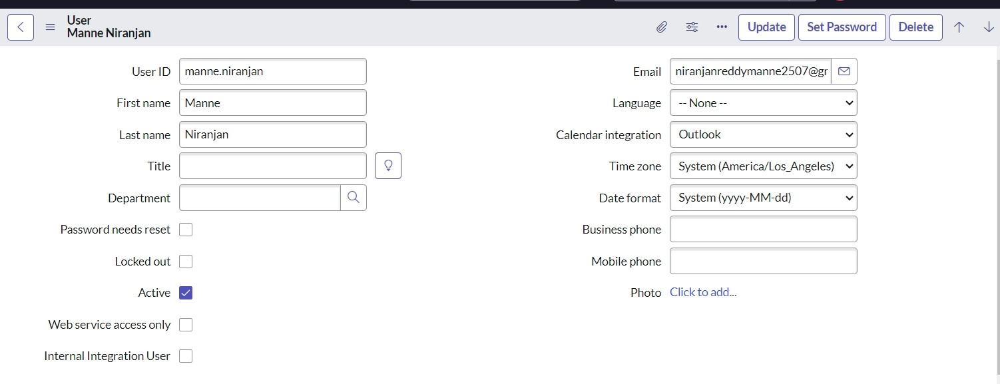 User
Manne Niranjan
Update
Set Password
Delete
User ID manne.niranjan
First name Manne
Last name Niranjan
Title
Department
Password needs reset
Locked out
Active
Web service access only
Internal Integration User
Email niranjanreddymanne2507@gr
Language -- None --
Calendar integration Outlook
Time zone System (America/Los_Angeles)
Date format System (yyyy-MM-dd)
Business phone
Mobile phone
Photo Click to add...